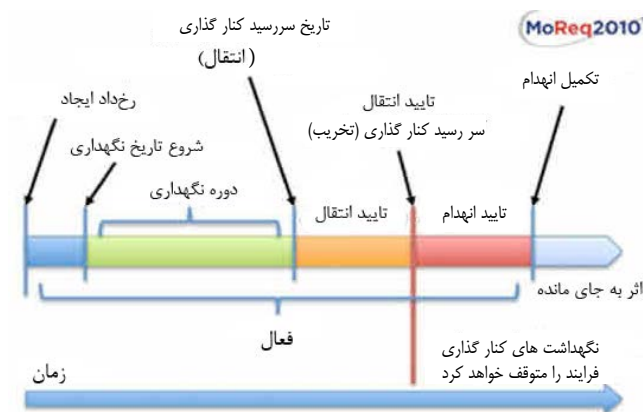 MoReq2010
تاریخ سررسید کنار گذاری
(انتقال)
تکمیل انهدام
رخ‌داد ایجاد
تایید انتقال
سر رسید کنار گذاری (تخریب)
شروع تاریخ نگهداری
دوره نگهداری
تایید انتقال
تایید انهدام
اثر به جای مانده
فعال
نگهداشت های کنار گذاری
فرایند را متوقف خواهد کرد
زمان